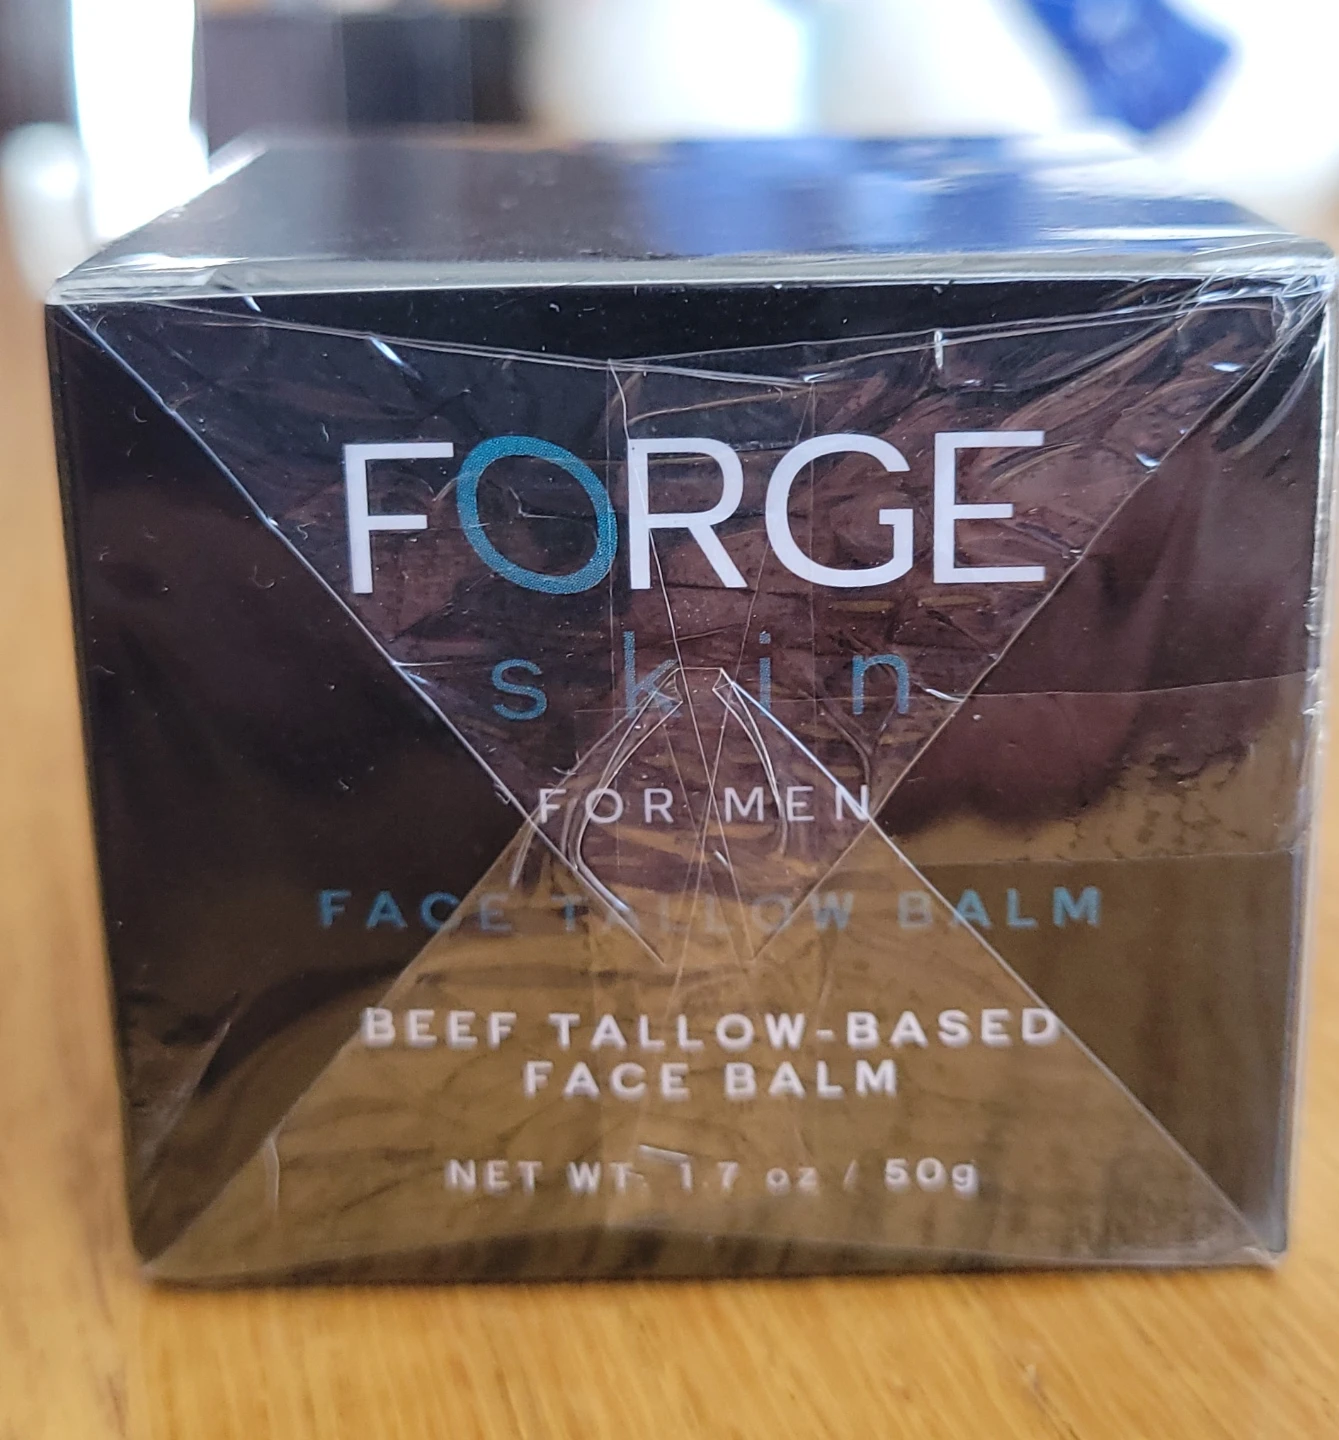 FORGE
skin
FOR MEN
FACE TALLOW BALM
BEEF TALLOW-BASED
FACE BALM
NET WT. 1.7 oz / 50g